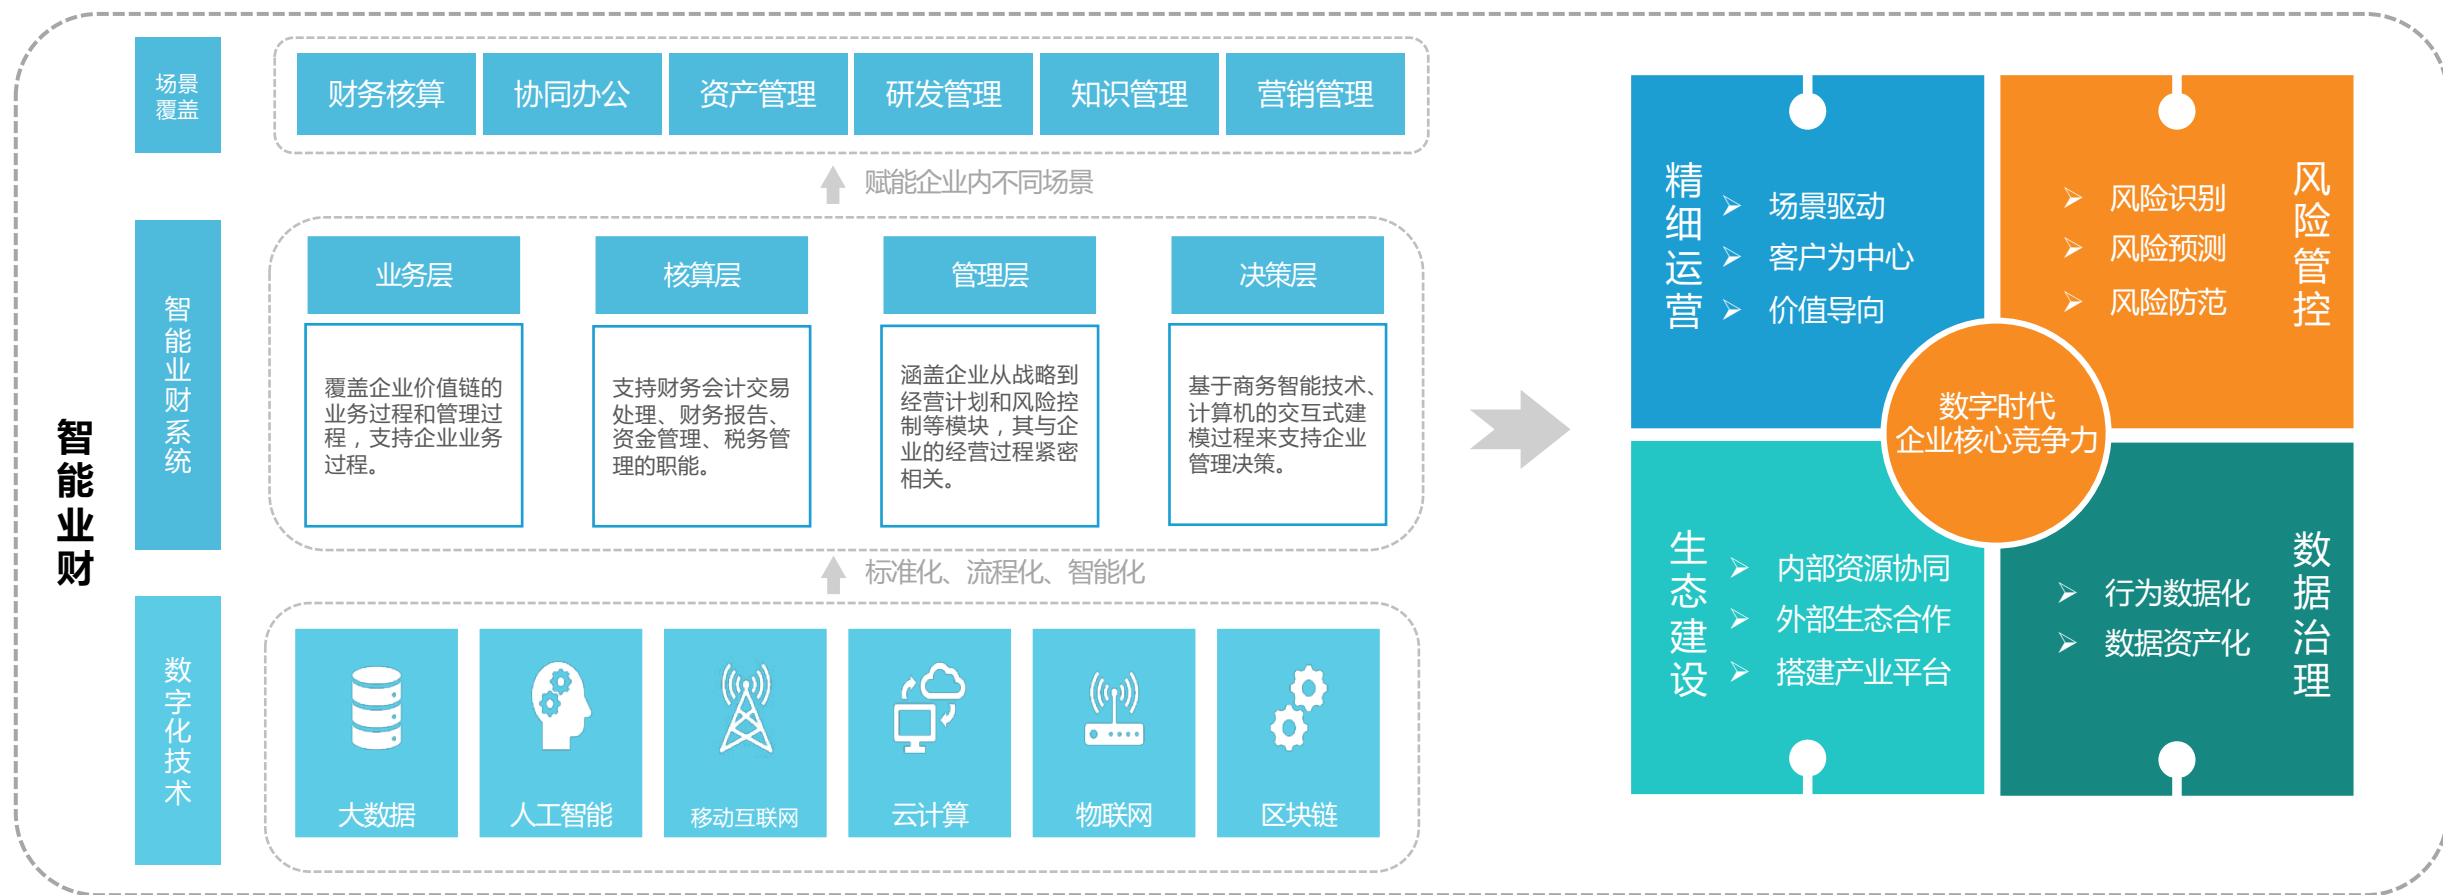 智能业财
场景
覆盖
财务核算
协同办公
资产管理
研发管理
知识管理
营销管理
赋能企业内不同场景
智能业财系统
业务层
核算层
管理层
决策层
覆盖企业价值链的
业务过程和管理过
程，支持企业业务
过程。
支持财务会计交易
处理、财务报告、
资金管理、税务管
理的职能。
涵盖企业从战略到
经营计划和风险控
制等模块，其与企
业的经营过程紧密
相关。
基于商务智能技术、
计算机的交互式建
模过程来支持企业
管理决策。
标准化、流程化、智能化
数字化技术
大数据
人工智能
移动互联网
云计算
物联网
区块链
精细运营
➢ 场景驱动
➢ 客户为中心
➢ 价值导向
风险管控
➢ 风险识别
➢ 风险预测
➢ 风险防范
数字时代
企业核心竞争力
生态建设
➢ 内部资源协同
➢ 外部生态合作
➢ 搭建产业平台
数据治理
➢ 行为数据化
➢ 数据资产化